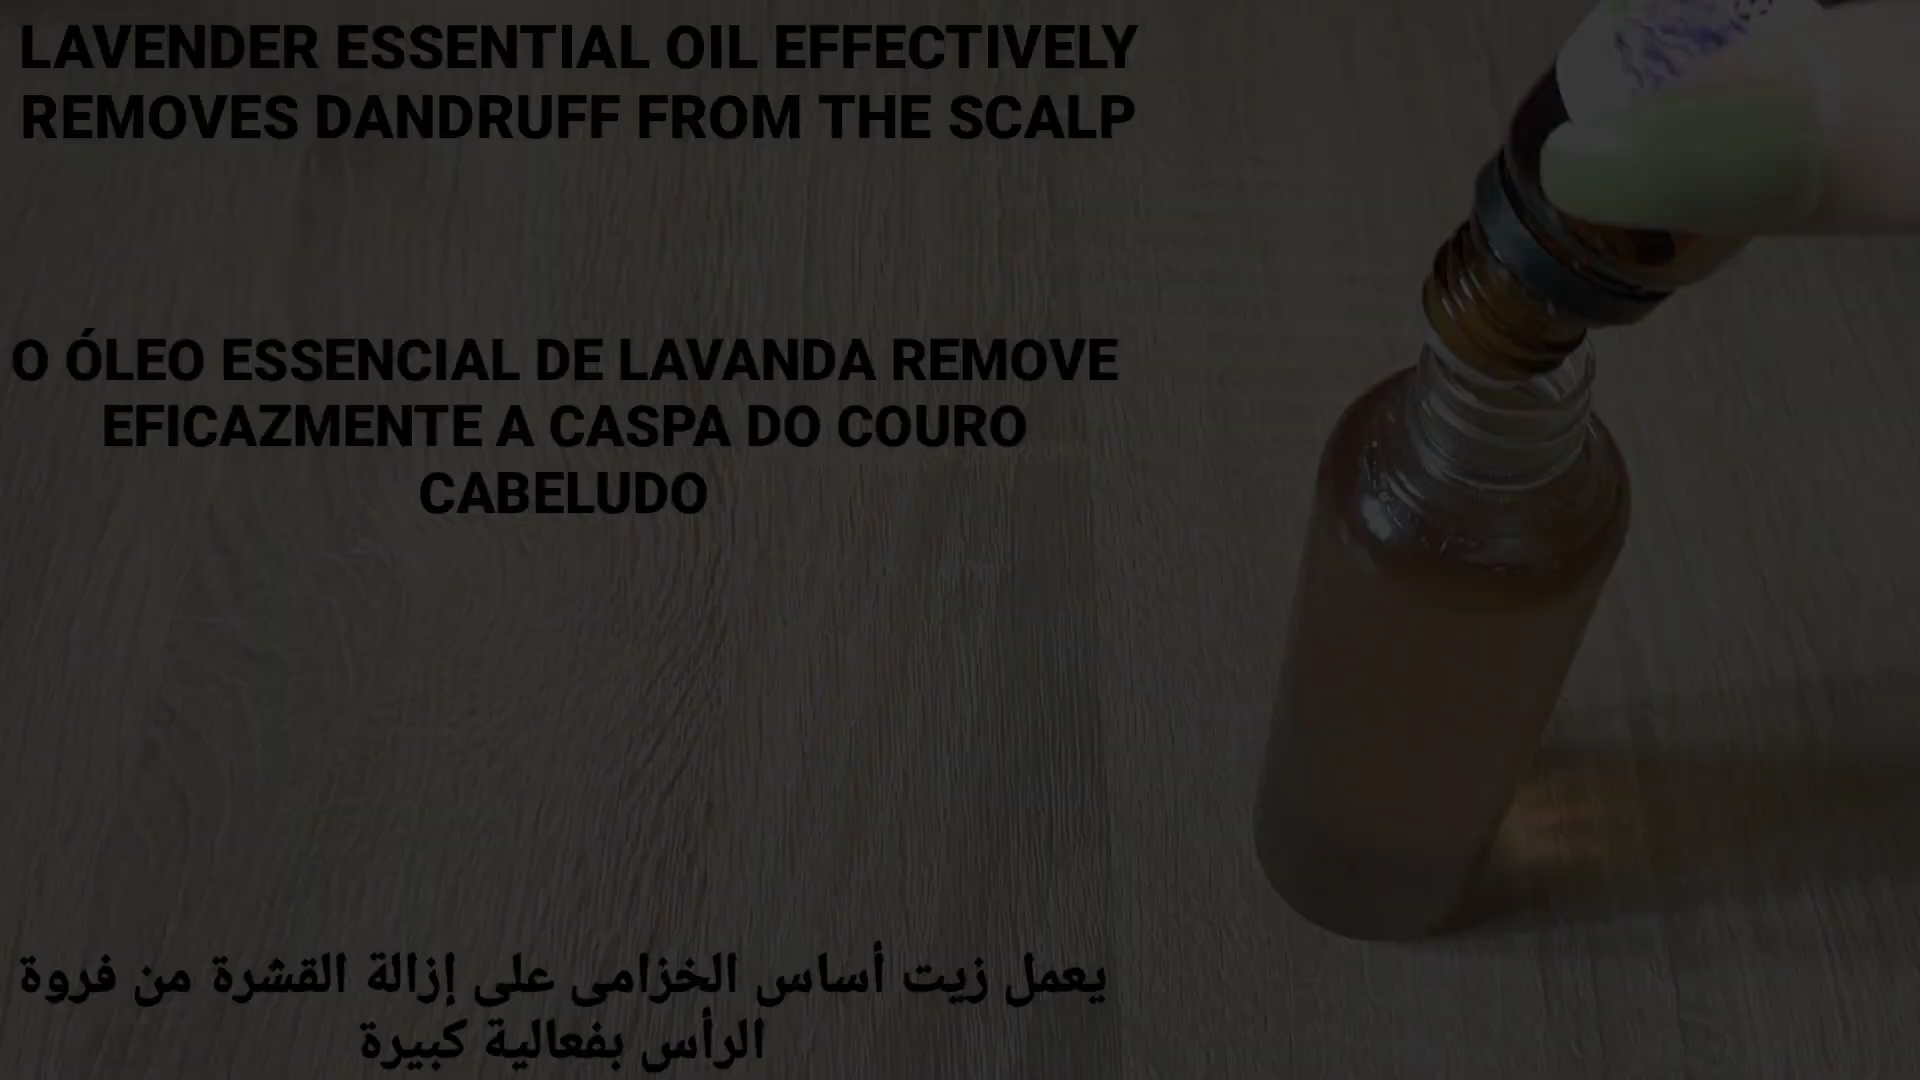 LAVENDER ESSENTIAL OIL EFFECTIVELY
REMOVES DANDRUFF FROM THE SCALP
O ÓLEO ESSENCIAL DE LAVANDA REMOVE
EFICAZMENTE A CASPA DO COURO
CABELUDO
يعمل زيت أساس الخزامى على إزالة القشرة من فروة
الرأس بفعالية كبيرة